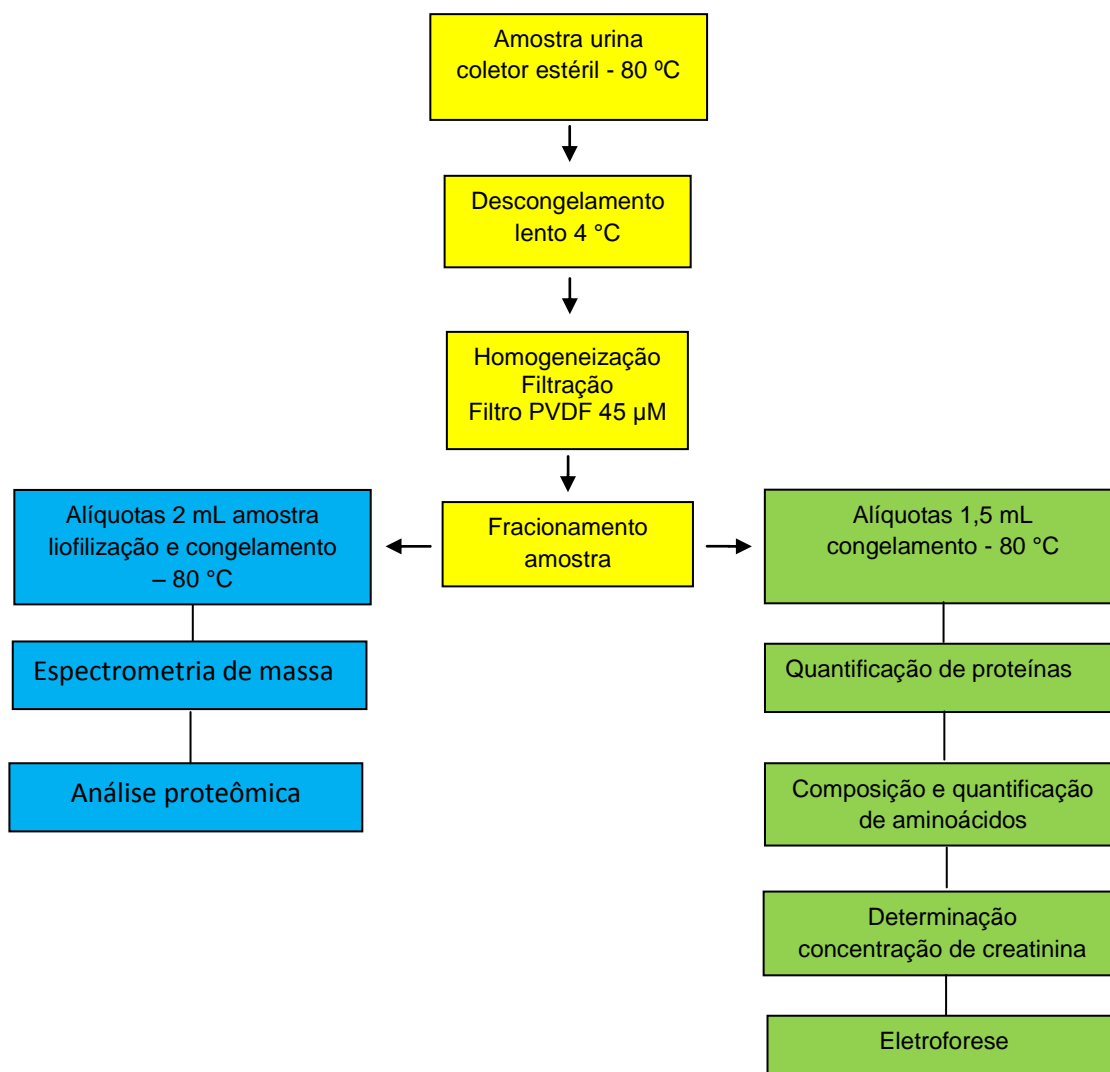 Amostra urina
coletor estéril - 80 ºC
Descongelamento
lento 4 °C
Homogeneização
Filtração
Filtro PVDF 45 µM
Fracionamento
amostra
Alíquotas 2 mL amostra
liofilização e congelamento
– 80 °C
Espectrometria de massa
Análise proteômica
Alíquotas 1,5 mL
congelamento - 80 °C
Quantificação de proteínas
Composição e quantificação
de aminoácidos
Determinação
concentração de creatinina
Eletroforese